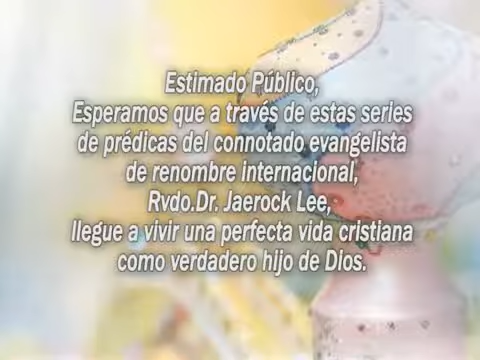 Estimado Público,
Esperamos que a través de estas series
de prédicas del connotado evangelista
de renombre internacional,
Rvdo.Dr. Jaerock Lee,
llegue a vivir una perfecta vida cristiana
como verdadero hijo de Dios.